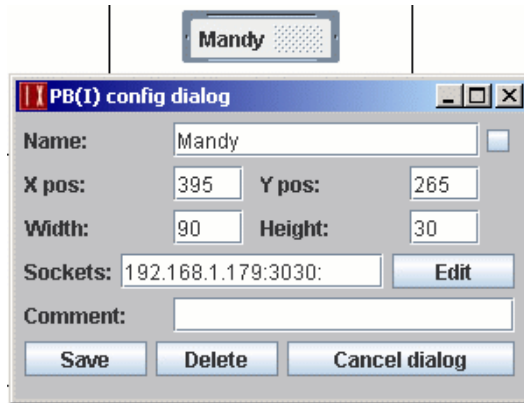 Mandy
PB(I) config dialog
Name: Mandy
X pos: 395 Y pos: 265
Width: 90 Height: 30
Sockets: 192.168.1.179:3030: Edit
Comment:
Save Delete Cancel dialog